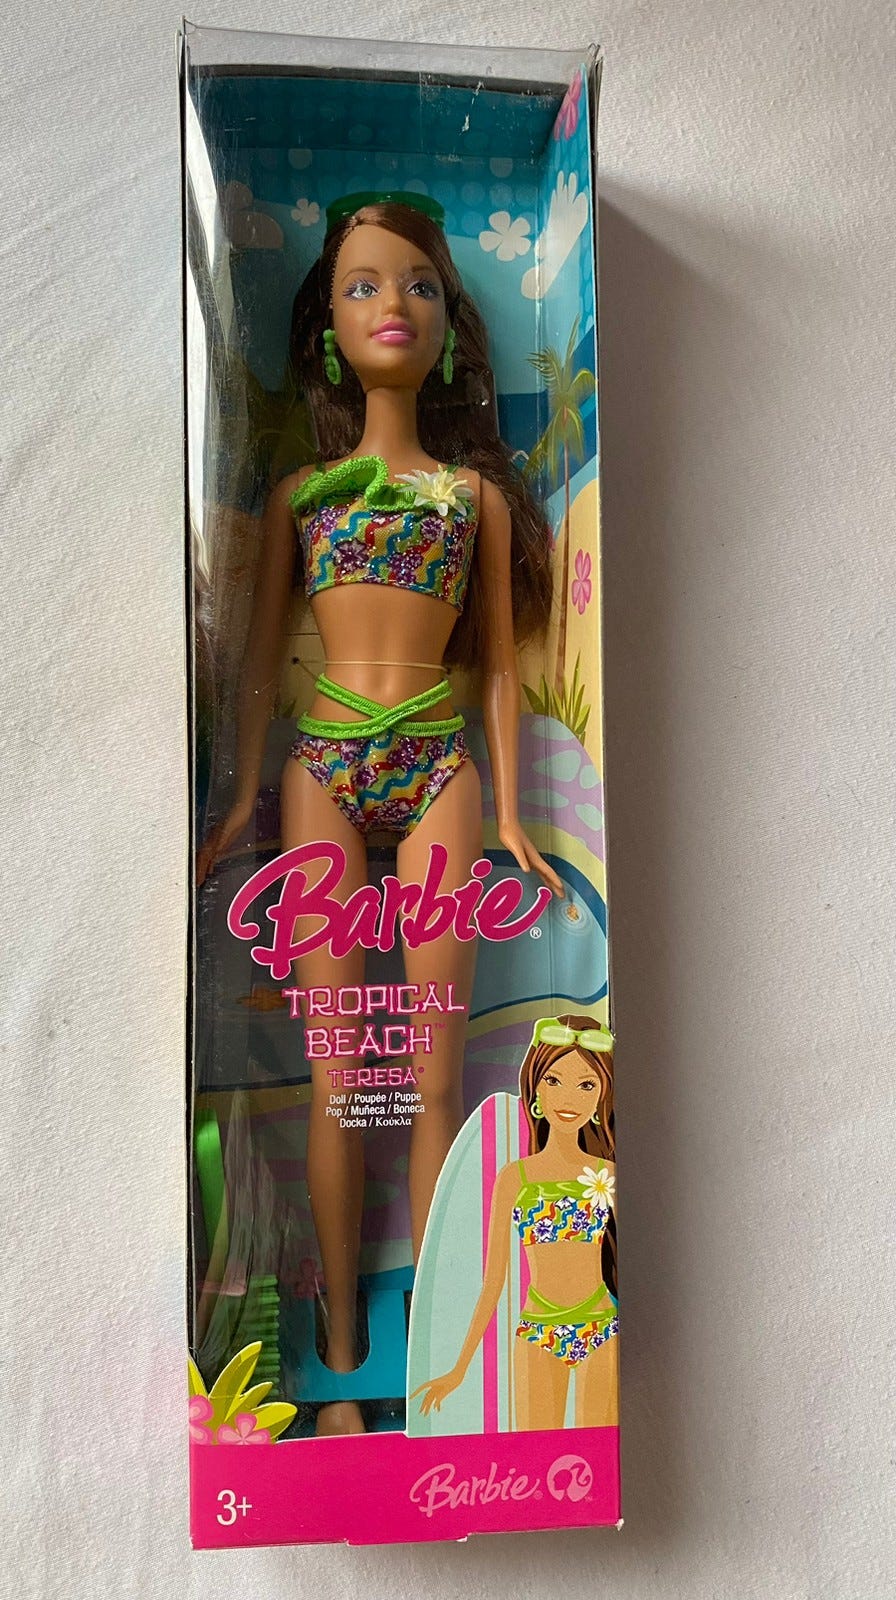 Barbie®
TROPICAL
BEACH™
TERESA®
Doll / Poupée / Puppe
Pop / Muñeca / Boneca
Docka / Κούκλα
3+
Barbie®